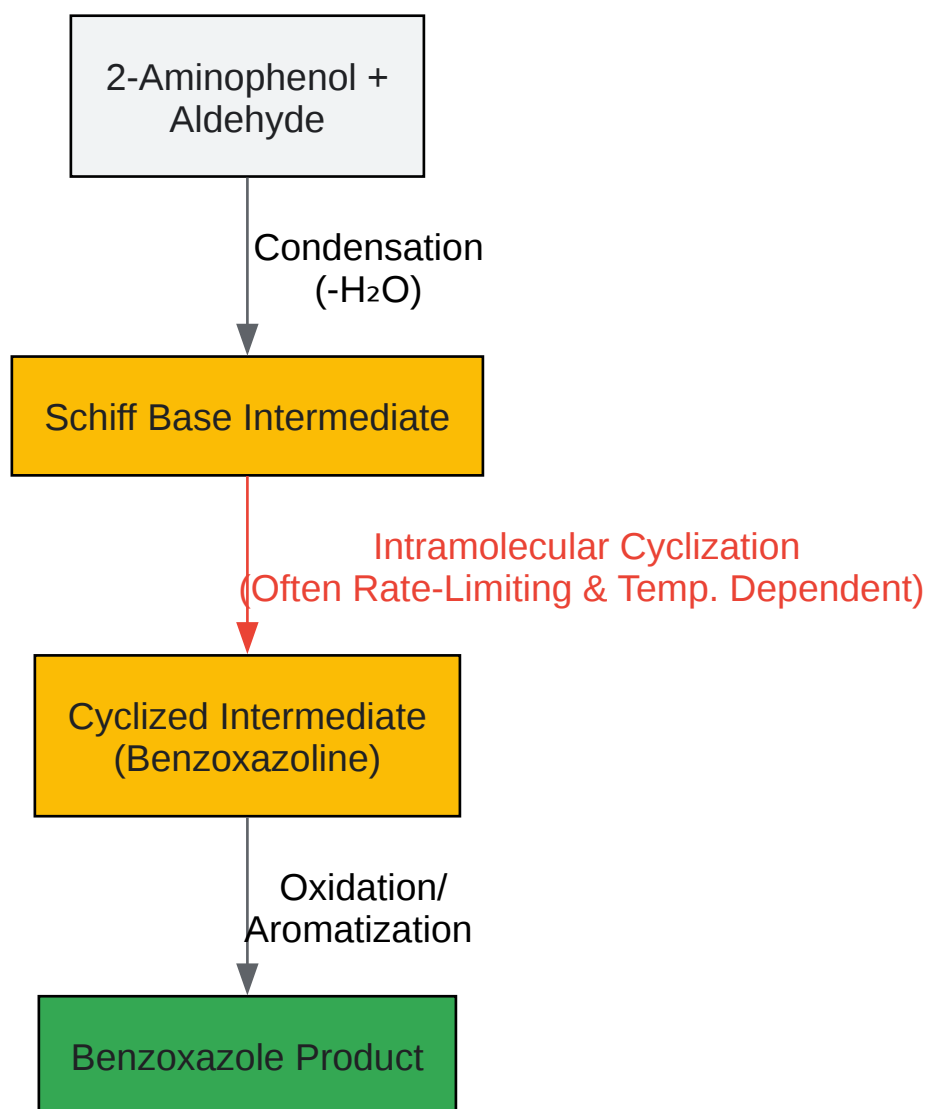 2-Aminophenol +
Aldehyde
Condensation
(-H₂O)
Schiff Base Intermediate
Intramolecular Cyclization
(Often Rate-Limiting & Temp. Dependent)
Cyclized Intermediate
(Benzoxazoline)
Oxidation/
Aromatization
Benzoxazole Product